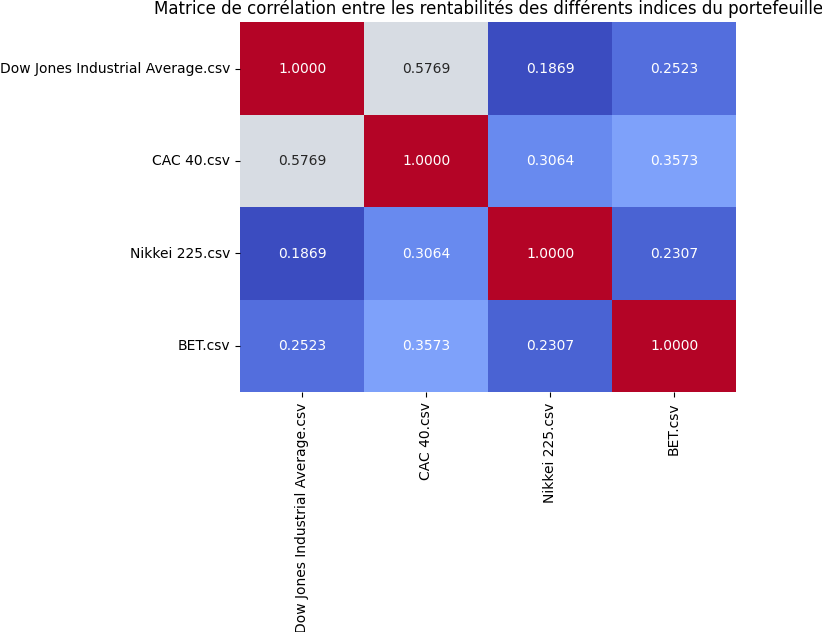 Matrice de corrélation entre les rentabilités des différents indices du portefeuille
Dow Jones Industrial Average.csv 1.0000 0.5769 0.1869 0.2523
CAC 40.csv 0.5769 1.0000 0.3064 0.3573
Nikkei 225.csv 0.1869 0.3064 1.0000 0.2307
BET.csv 0.2523 0.3573 0.2307 1.0000
Dow Jones Industrial Average.csv
CAC 40.csv
Nikkei 225.csv
BET.csv